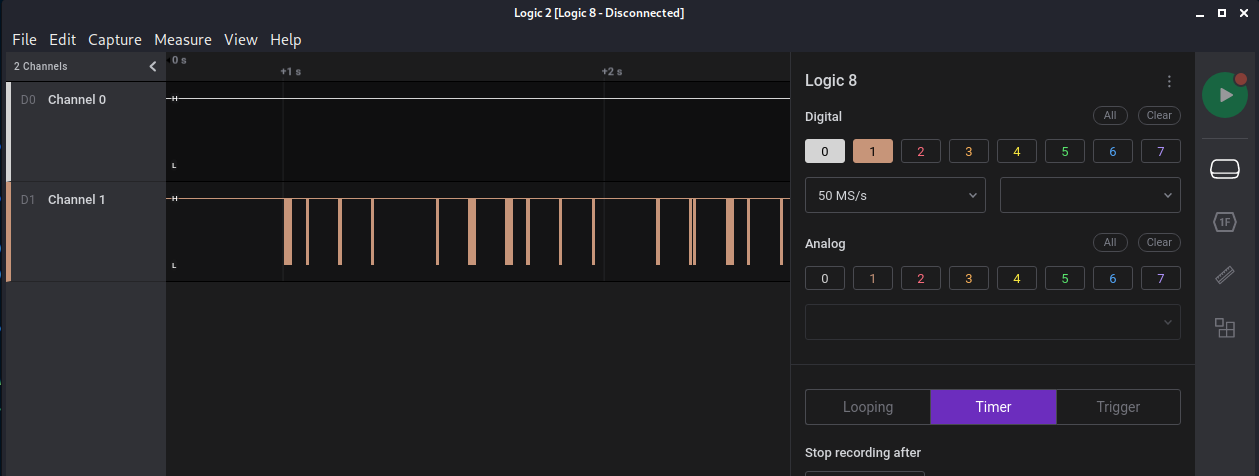 Logic 2 [Logic 8 - Disconnected]
File Edit Capture Measure View Help
2 Channels
0 s
+1 s
+2 s
D0 Channel 0
H
L
D1 Channel 1
H
L
Logic 8
Digital All Clear
0 1 2 3 4 5 6 7
50 MS/s
Analog All Clear
0 1 2 3 4 5 6 7
Looping Timer Trigger
Stop recording after
1F